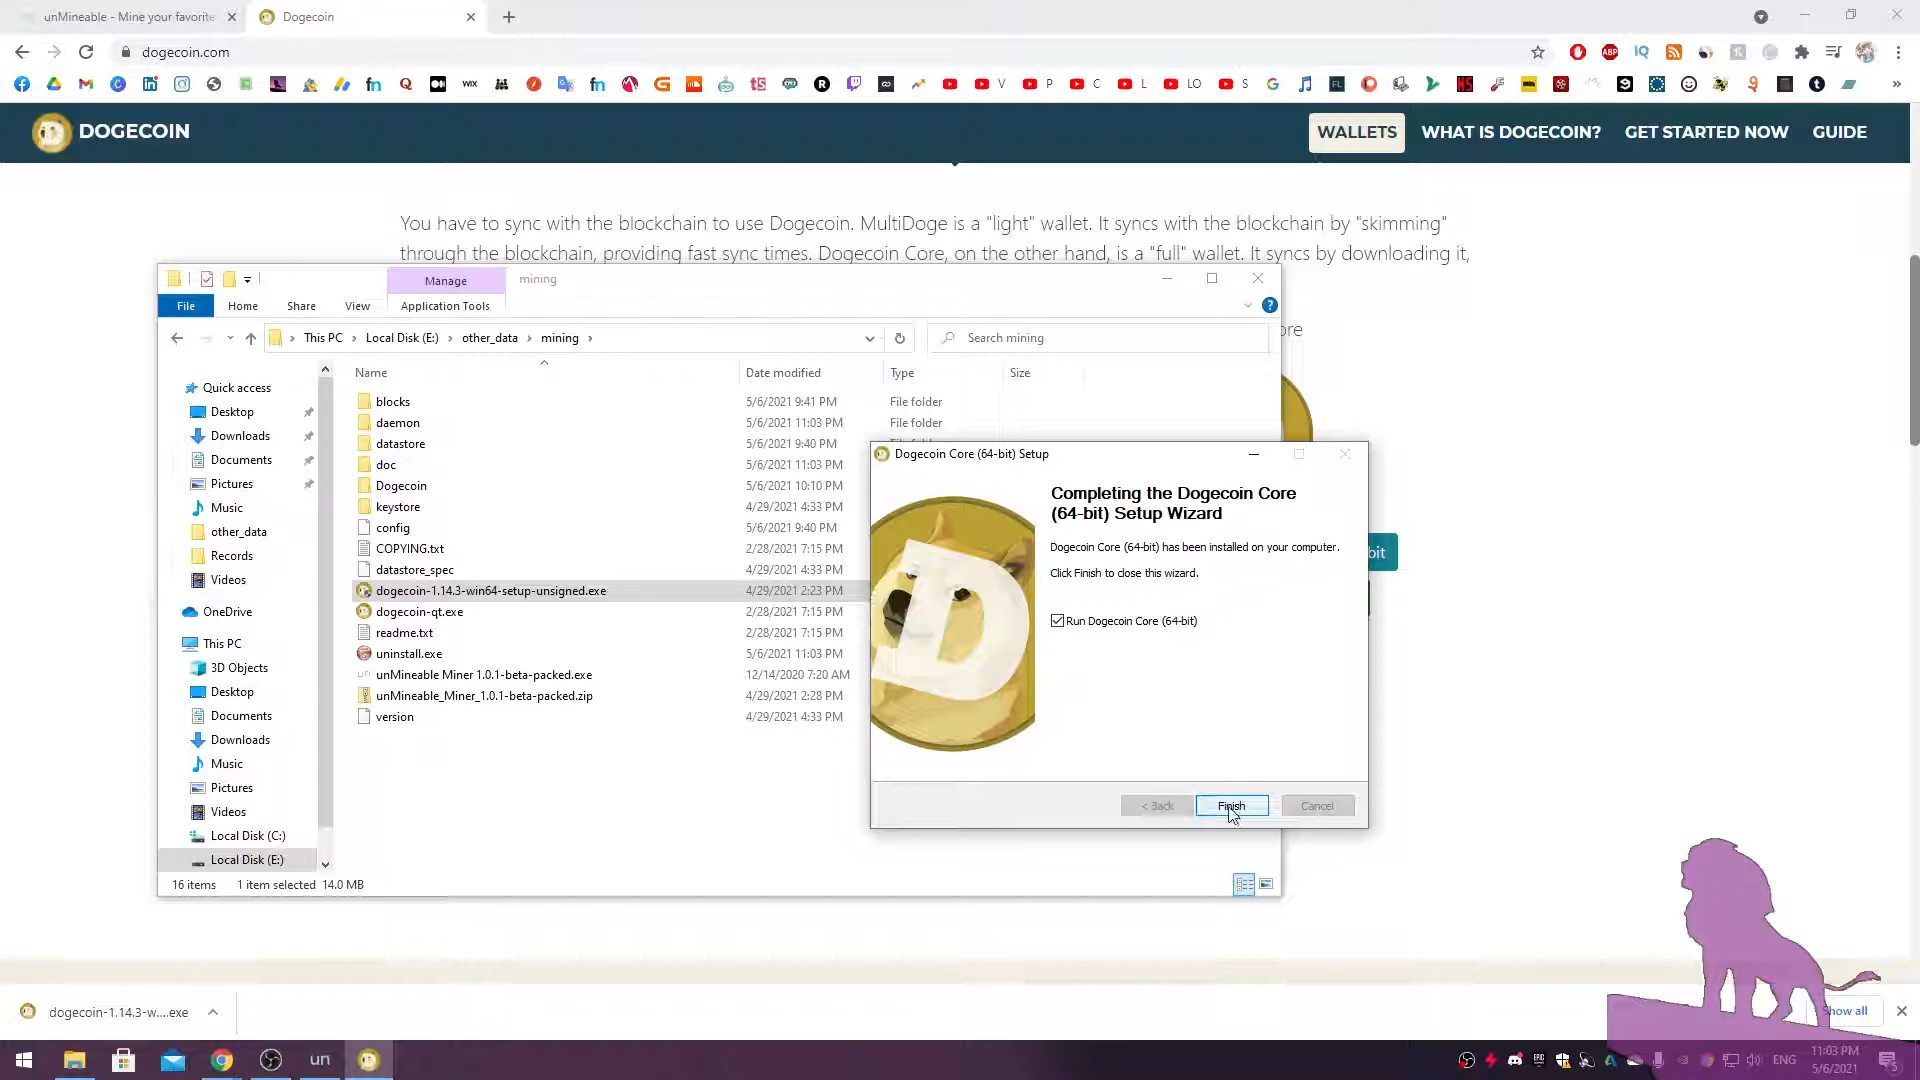 unMineable - Mine your favorite
Dogecoin
dogecoin.com
WIX
V
P
C
L
LO
S
DOGECOIN
WALLETS
WHAT IS DOGECOIN?
GET STARTED NOW
GUIDE
You have to sync with the blockchain to use Dogecoin. MultiDoge is a "light" wallet. It syncs with the blockchain by "skimming"
through the blockchain, providing fast sync times. Dogecoin Core, on the other hand, is a "full" wallet. It syncs by downloading it,
ore
bit
Manage
mining
File
Home
Share
View
Application Tools
This PC
Local Disk (E:)
other_data
mining
Search mining
Name
Date modified
Type
Size
Quick access
Desktop
Downloads
Documents
Pictures
Music
other_data
Records
Videos
OneDrive
This PC
3D Objects
Desktop
Documents
Downloads
Music
Pictures
Videos
Local Disk (C:)
Local Disk (E:)
blocks 5/6/2021 9:41 PM File folder
daemon 5/6/2021 11:03 PM File folder
datastore 5/6/2021 9:40 PM File folder
doc 5/6/2021 11:03 PM
Dogecoin 5/6/2021 10:10 PM
keystore 4/29/2021 4:33 PM
config 5/6/2021 9:40 PM
COPYING.txt 2/28/2021 7:15 PM
datastore_spec 4/29/2021 4:33 PM
dogecoin-1.14.3-win64-setup-unsigned.exe 4/29/2021 2:23 PM
dogecoin-qt.exe 2/28/2021 7:15 PM
readme.txt 2/28/2021 7:15 PM
uninstall.exe 5/6/2021 11:03 PM
unMineable Miner 1.0.1-beta-packed.exe 12/14/2020 7:20 AM
unMineable_Miner_1.0.1-beta-packed.zip 4/29/2021 2:28 PM
version 4/29/2021 4:33 PM
16 items 1 item selected 14.0 MB
Dogecoin Core (64-bit) Setup
Completing the Dogecoin Core
(64-bit) Setup Wizard
Dogecoin Core (64-bit) has been installed on your computer.
Click Finish to close this wizard.
Run Dogecoin Core (64-bit)
< Back
Finish
Cancel
dogecoin-1.14.3-w....exe
Show all
un
ENG
11:03 PM
5/6/2021